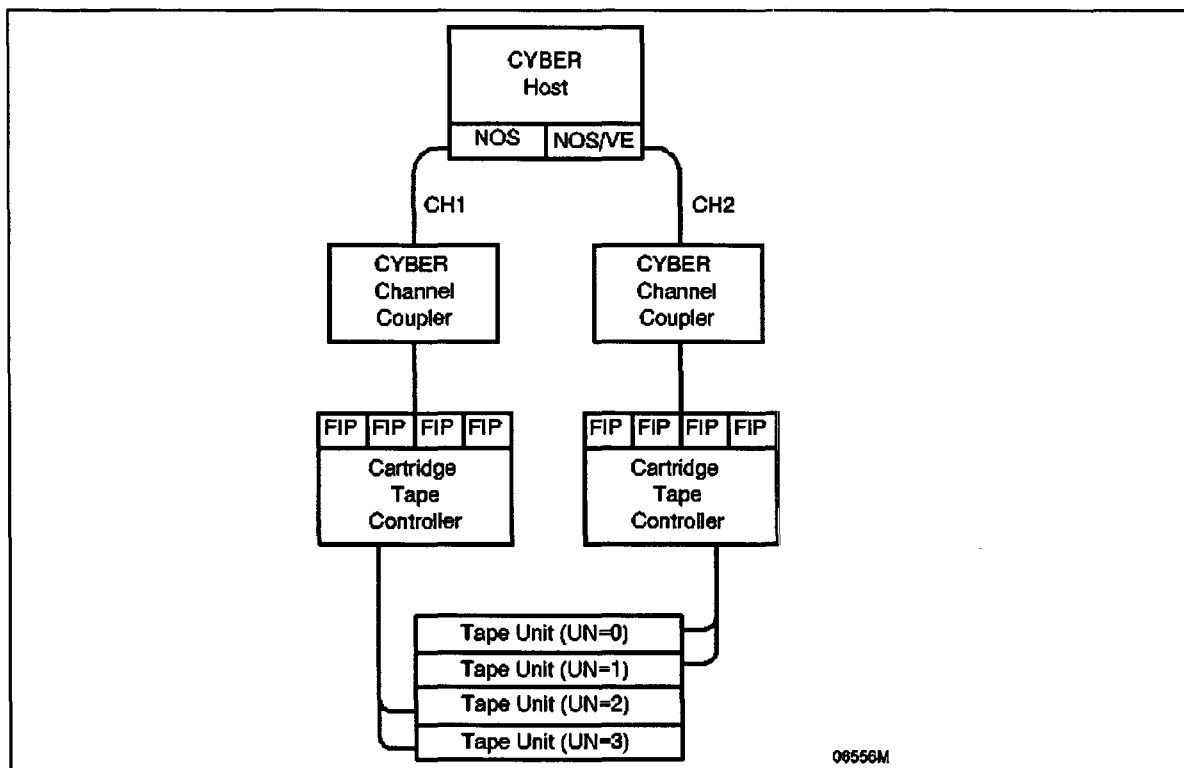 CYBER
Host
NOS NOS/VE
CH1 CH2
CYBER
Channel
Coupler
CYBER
Channel
Coupler
FIP FIP FIP FIP
Cartridge
Tape
Controller
FIP FIP FIP FIP
Cartridge
Tape
Controller
Tape Unit (UN=0)
Tape Unit (UN=1)
Tape Unit (UN=2)
Tape Unit (UN=3)
06556M